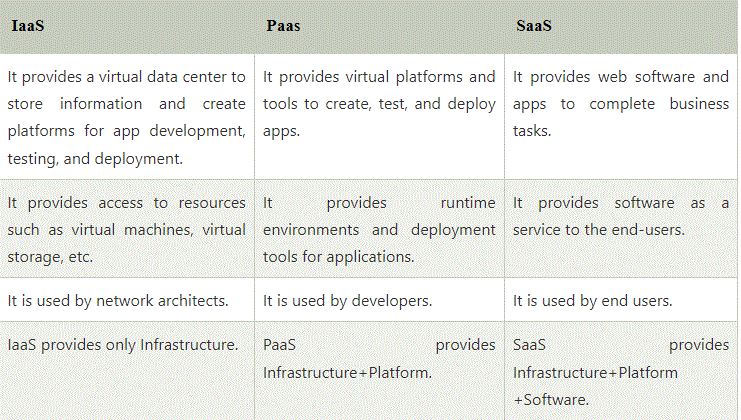 IaaS
Paas
SaaS
It provides a virtual data center to
store information and create
platforms for app development,
testing, and deployment.
It provides virtual platforms and
tools to create, test, and deploy
apps.
It provides web software and
apps to complete business
tasks.
It provides access to resources
such as virtual machines, virtual
storage, etc.
It provides runtime
environments and deployment
tools for applications.
It provides software as a
service to the end-users.
It is used by network architects.
It is used by developers.
It is used by end users.
IaaS provides only Infrastructure.
PaaS provides
Infrastructure+Platform.
SaaS provides
Infrastructure+Platform
+Software.